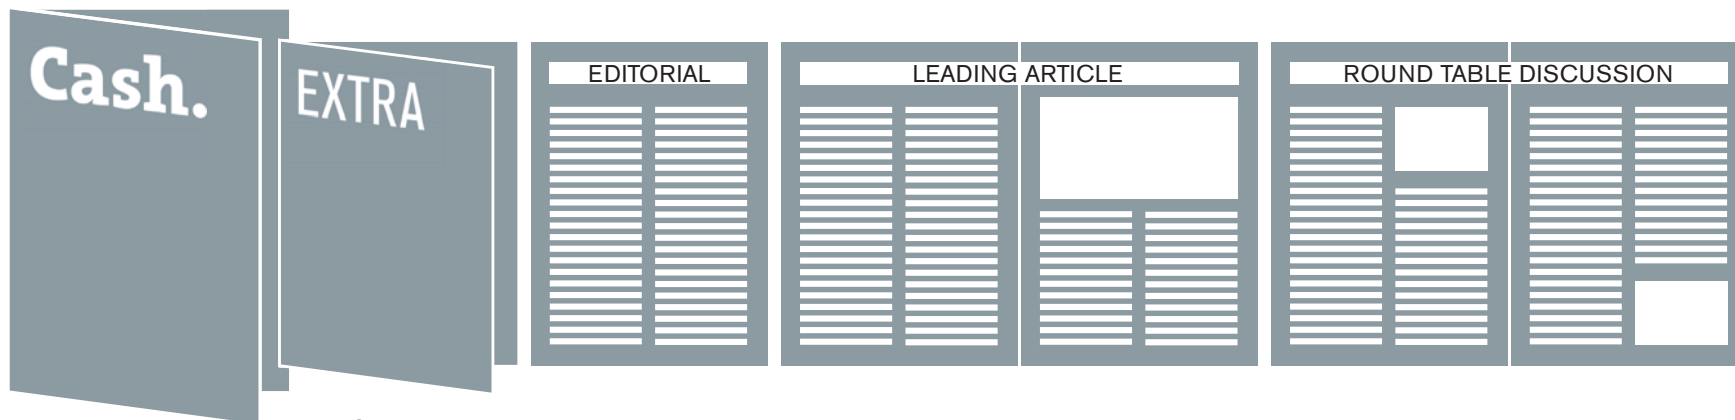 Cash.
EXTRA
EDITORIAL
LEADING ARTICLE
ROUND TABLE DISCUSSION